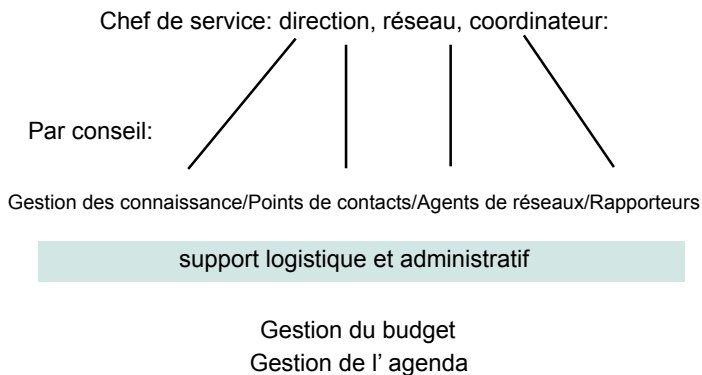 Chef de service: direction, réseau, coordinateur:
Par conseil:
Gestion des connaissance/Points de contacts/Agents de réseaux/Rapporteurs
support logistique et administratif
Gestion du budget
Gestion de l’ agenda